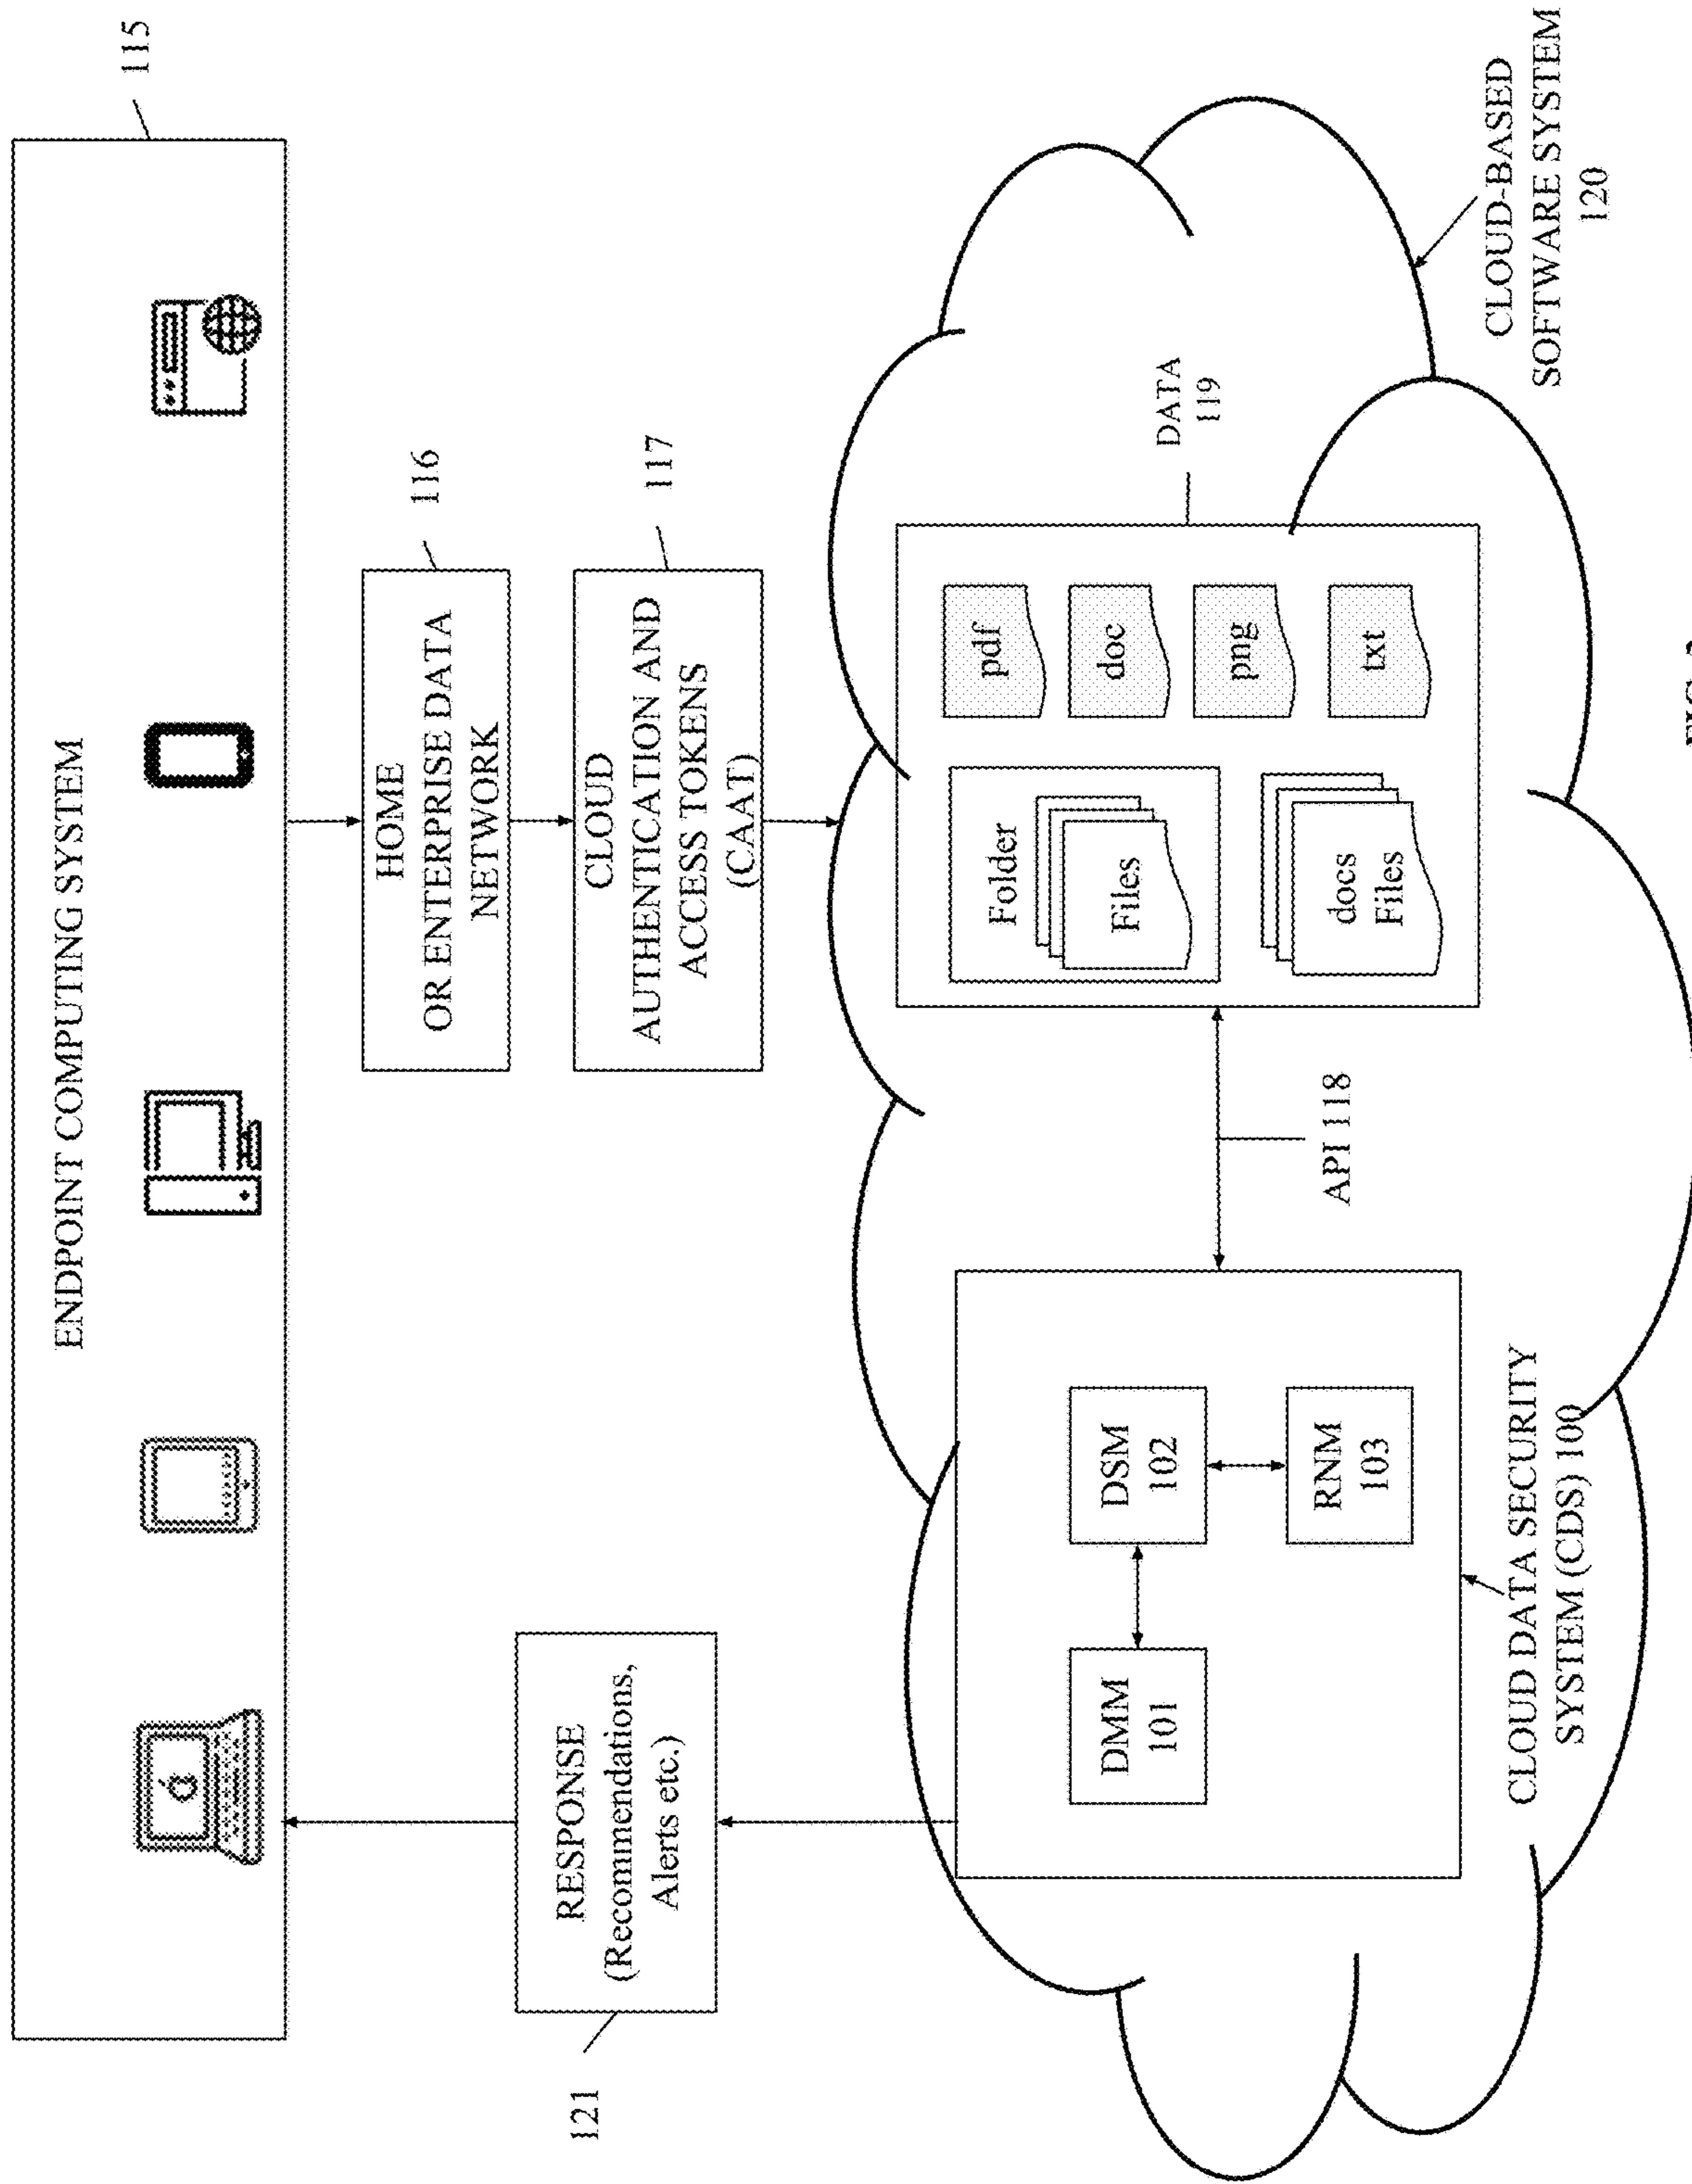 ENDPOINT COMPUTING SYSTEM
115
HOME
OR ENTERPRISE DATA
NETWORK
116
CLOUD
AUTHENTICATION AND
ACCESS TOKENS
(CAAT)
117
121
RESPONSE
(Recommendations,
Alerts etc.)
DMM
101
DSM
102
RNM
103
CLOUD DATA SECURITY
SYSTEM (CDS) 100
API 118
Folder
Files
docs
Files
pdf
doc
png
txt
DATA
119
CLOUD-BASED
SOFTWARE SYSTEM
120